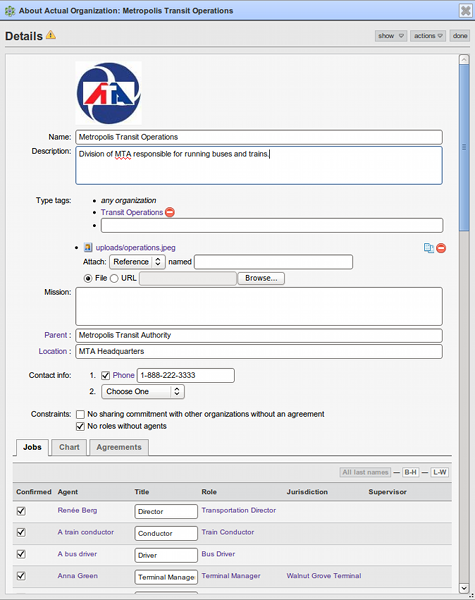 About Actual Organization: Metropolis Transit Operations
Details
show
actions
done
ATA
Name: Metropolis Transit Operations
Description: Division of MTA responsible for running buses and trains.
Type tags: • any organization
• Transit Operations
•
• uploads/operations.jpeg
Attach: Reference named
File URL Browse...
Mission:
Parent : Metropolis Transit Authority
Location : MTA Headquarters
Contact info: 1. Phone 1-888-222-3333
2. Choose One
Constraints: No sharing commitment with other organizations without an agreement
No roles without agents
Jobs Chart Agreements
All last names — B-H — L-W
Confirmed Agent Title Role Jurisdiction Supervisor
Renée Berg Director Transportation Director
A train conductor Conductor Train Conductor
A bus driver Driver Bus Driver
Anna Green Terminal Manage Terminal Manager Walnut Grove Terminal